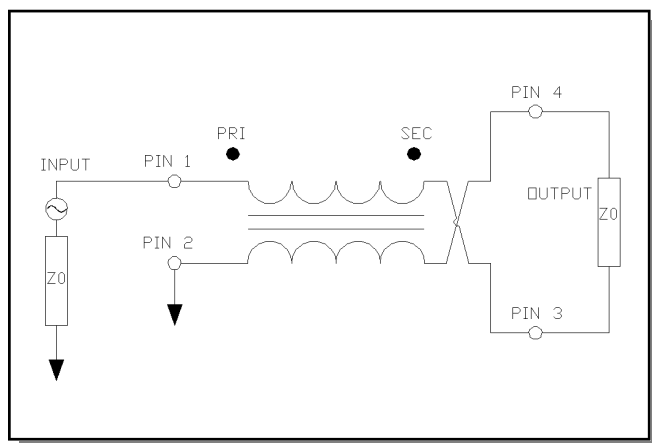 PIN 4
PRI
SEC
INPUT
PIN 1
OUTPUT
Z0
PIN 2
Z0
PIN 3